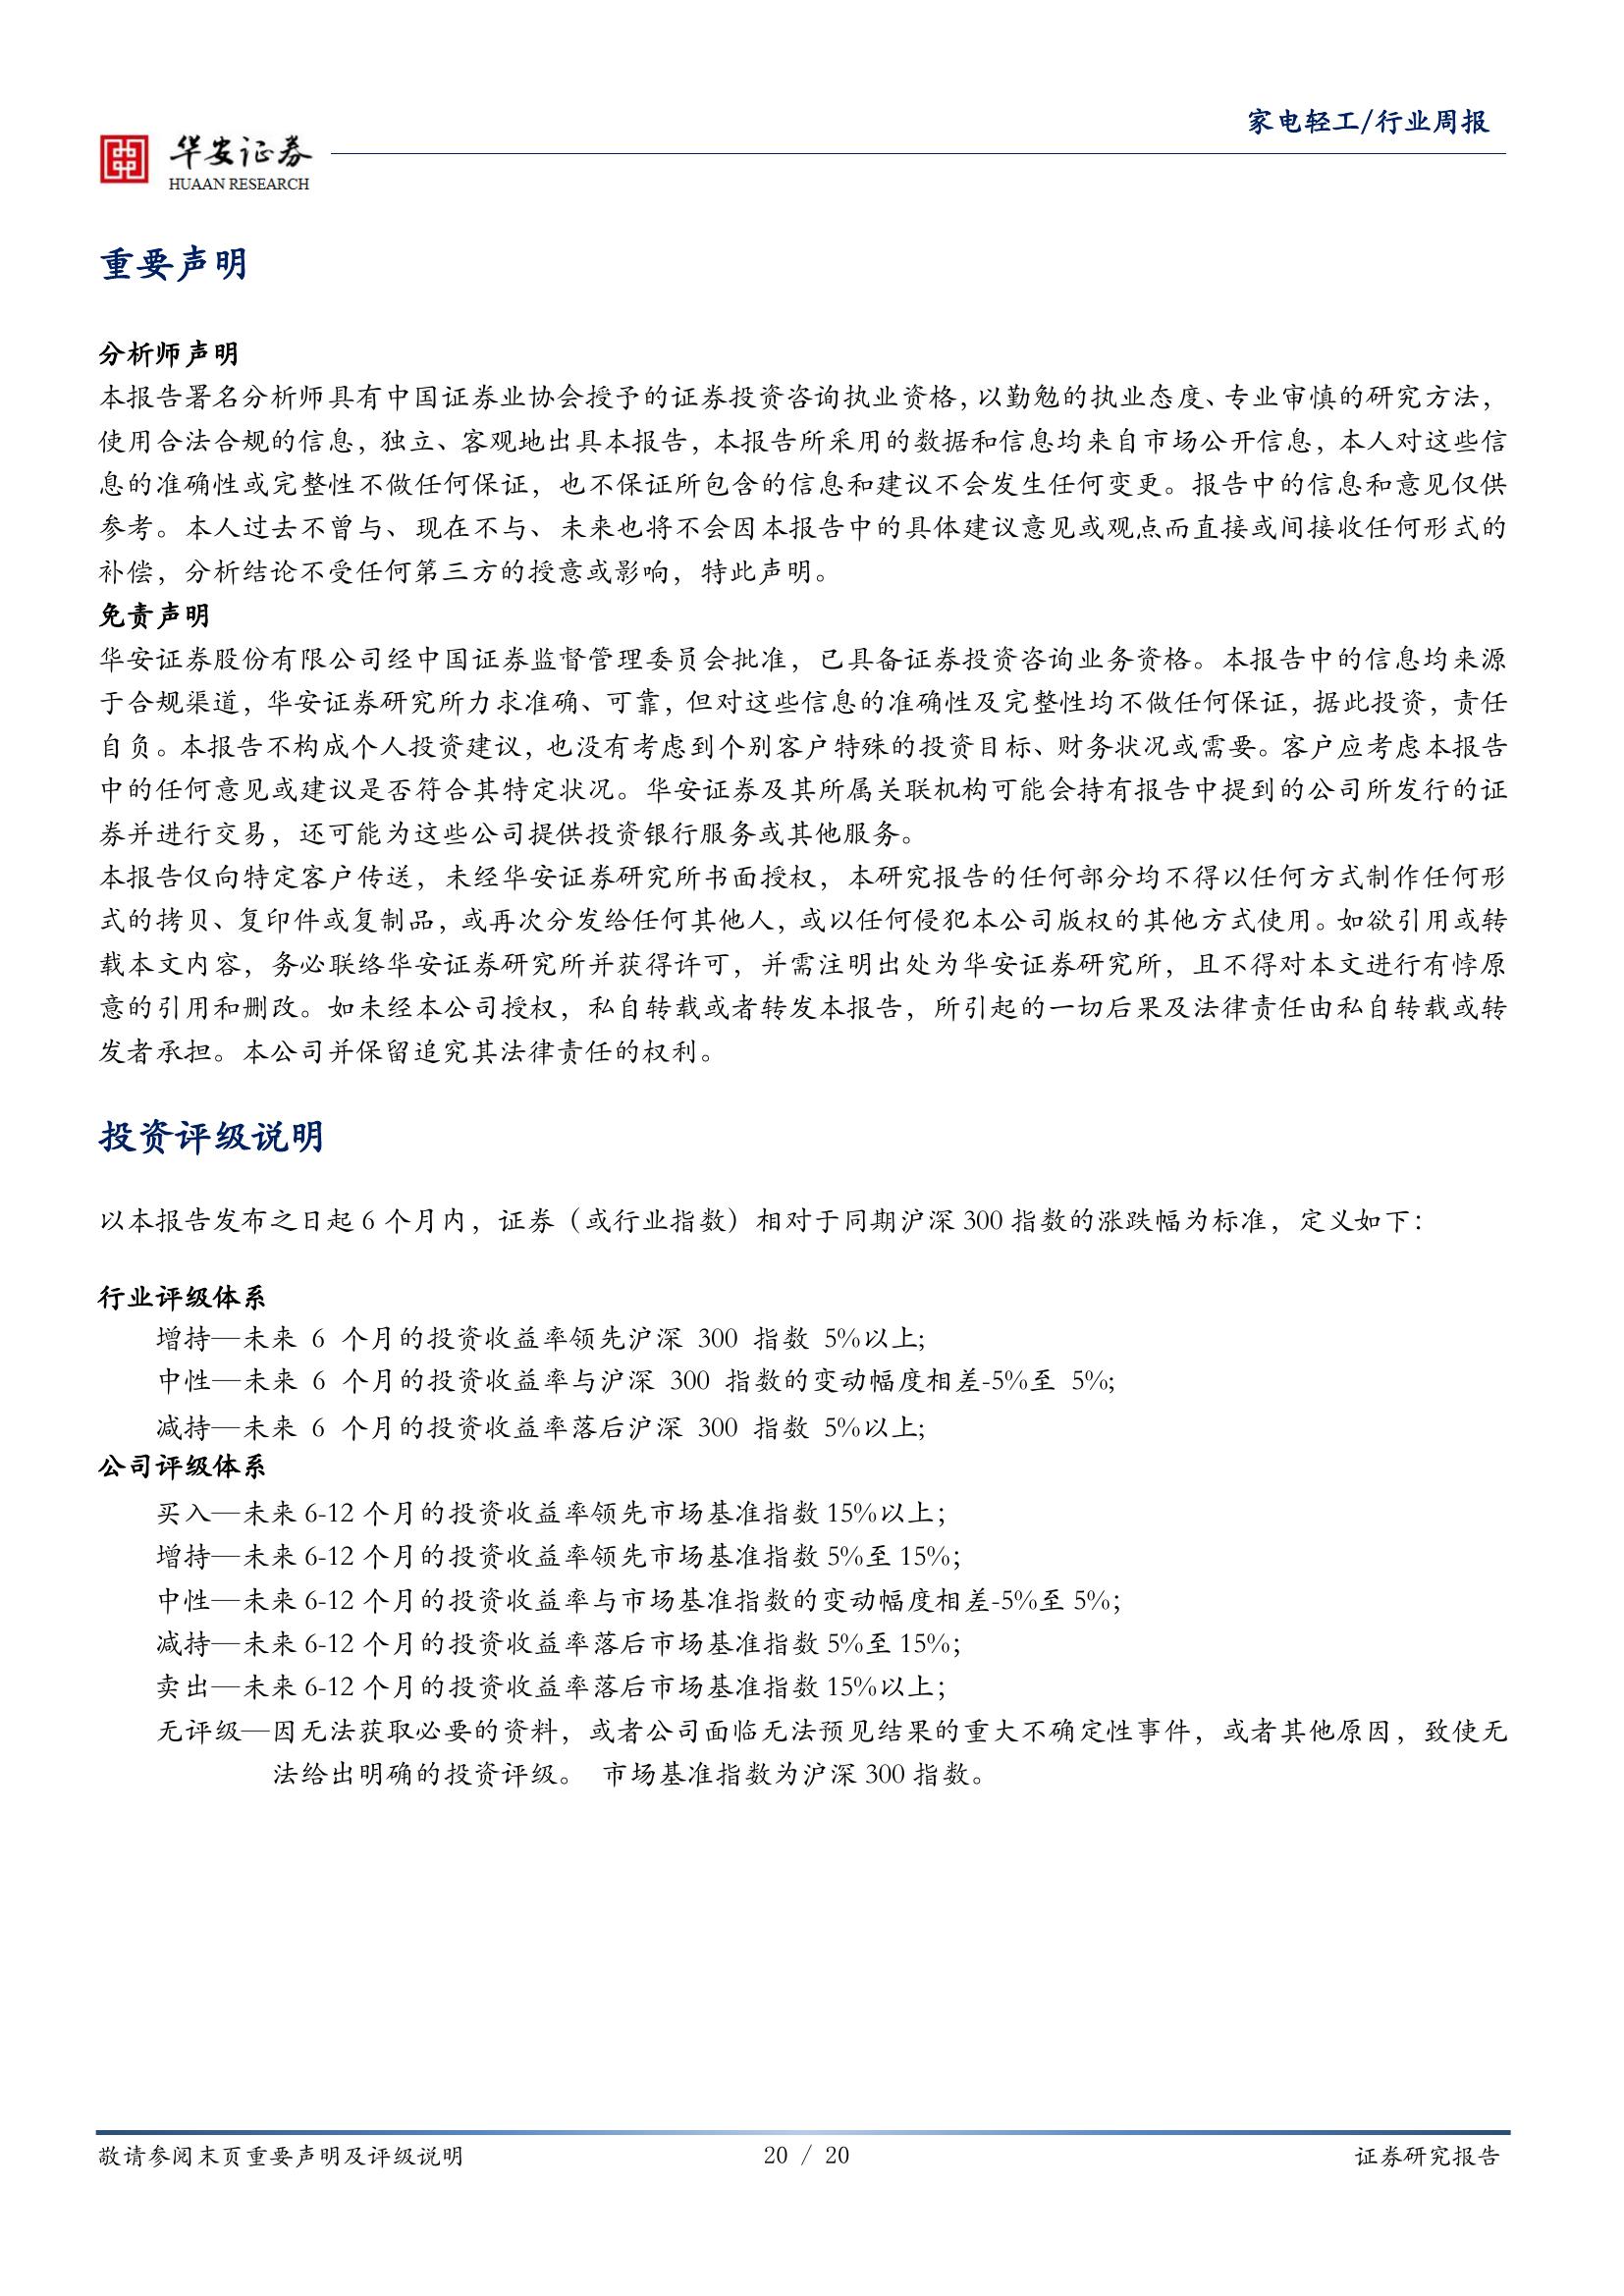 家电轻工/行业周报
华安证券
HUAAN RESEARCH
重要声明
分析师声明
本报告署名分析师具有中国证券业协会授予的证券投资咨询执业资格，以勤勉的执业态度、专业审慎的研究方法，
使用合法合规的信息，独立、客观地出具本报告，本报告所采用的数据和信息均来自市场公开信息，本人对这些信
息的准确性或完整性不做任何保证，也不保证所包含的信息和建议不会发生任何变更。报告中的信息和意见仅供
参考。本人过去不曾与、现在不与、未来也将不会因本报告中的具体建议意见或观点而直接或间接收任何形式的
补偿，分析结论不受任何第三方的授意或影响，特此声明。
免责声明
华安证券股份有限公司经中国证券监督管理委员会批准，已具备证券投资咨询业务资格。本报告中的信息均来源
于合规渠道，华安证券研究所力求准确、可靠，但对这些信息的准确性及完整性均不做任何保证，据此投资，责任
自负。本报告不构成个人投资建议，也没有考虑到个别客户特殊的投资目标、财务状况或需要。客户应考虑本报告
中的任何意见或建议是否符合其特定状况。华安证券及其所属关联机构可能会持有报告中提到的公司所发行的证
券并进行交易，还可能为这些公司提供投资银行服务或其他服务。
本报告仅向特定客户传送，未经华安证券研究所书面授权，本研究报告的任何部分均不得以任何方式制作任何形
式的拷贝、复印件或复制品，或再次分发给任何其他人，或以任何侵犯本公司版权的其他方式使用。如欲引用或转
载本文内容，务必联络华安证券研究所并获得许可，并需注明出处为华安证券研究所，且不得对本文进行有悖原
意的引用和删改。如未经本公司授权，私自转载或者转发本报告，所引起的一切后果及法律责任由私自转载或转
发者承担。本公司并保留追究其法律责任的权利。
投资评级说明
以本报告发布之日起 6 个月内，证券（或行业指数）相对于同期沪深 300 指数的涨跌幅为标准，定义如下：
行业评级体系
增持—未来 6 个月的投资收益率领先沪深 300 指数 5%以上;
中性—未来 6 个月的投资收益率与沪深 300 指数的变动幅度相差-5%至 5%;
减持—未来 6 个月的投资收益率落后沪深 300 指数 5%以上;
公司评级体系
买入—未来 6-12 个月的投资收益率领先市场基准指数 15%以上；
增持—未来 6-12 个月的投资收益率领先市场基准指数 5%至 15%；
中性—未来 6-12 个月的投资收益率与市场基准指数的变动幅度相差-5%至 5%；
减持—未来 6-12 个月的投资收益率落后市场基准指数 5%至 15%；
卖出—未来 6-12 个月的投资收益率落后市场基准指数 15%以上；
无评级—因无法获取必要的资料，或者公司面临无法预见结果的重大不确定性事件，或者其他原因，致使无
法给出明确的投资评级。 市场基准指数为沪深 300 指数。
敬请参阅末页重要声明及评级说明
20 / 20
证券研究报告